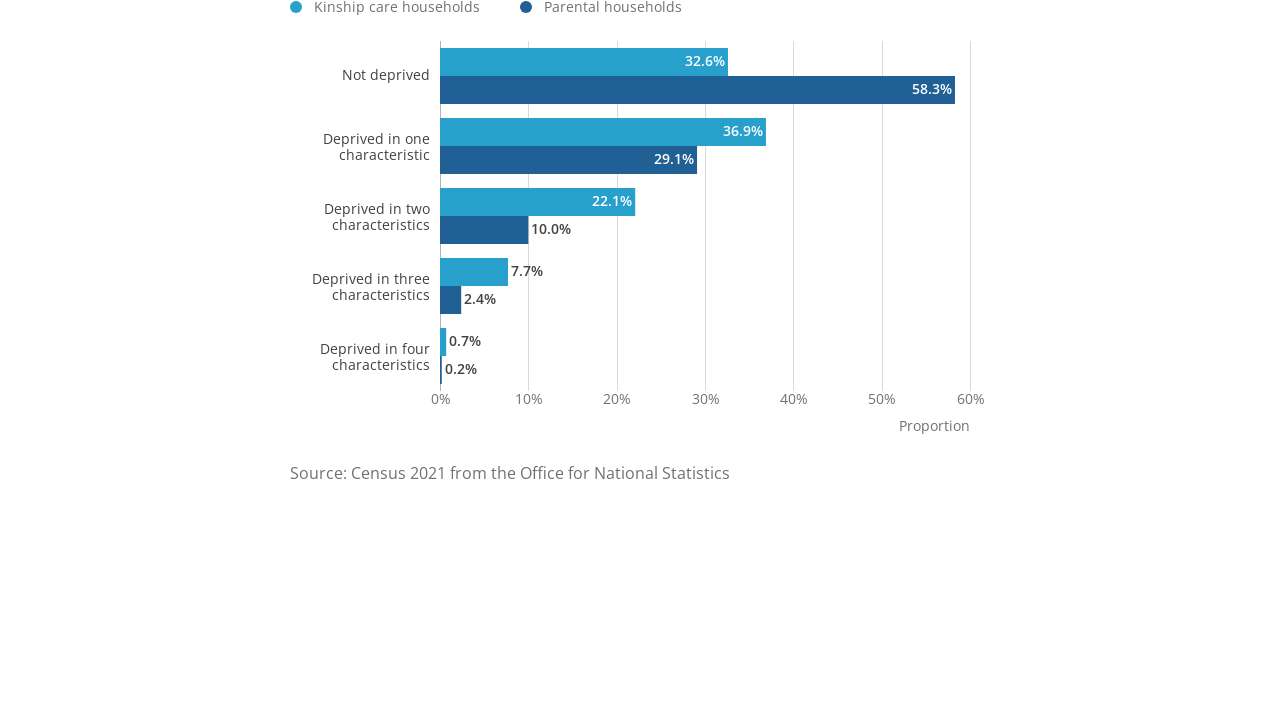 Kinship care households
Parental households
Not deprived
32.6%
58.3%
Deprived in one
characteristic
36.9%
29.1%
Deprived in two
characteristics
22.1%
10.0%
Deprived in three
characteristics
7.7%
2.4%
Deprived in four
characteristics
0.7%
0.2%
0% 10% 20% 30% 40% 50% 60%
Proportion
Source: Census 2021 from the Office for National Statistics